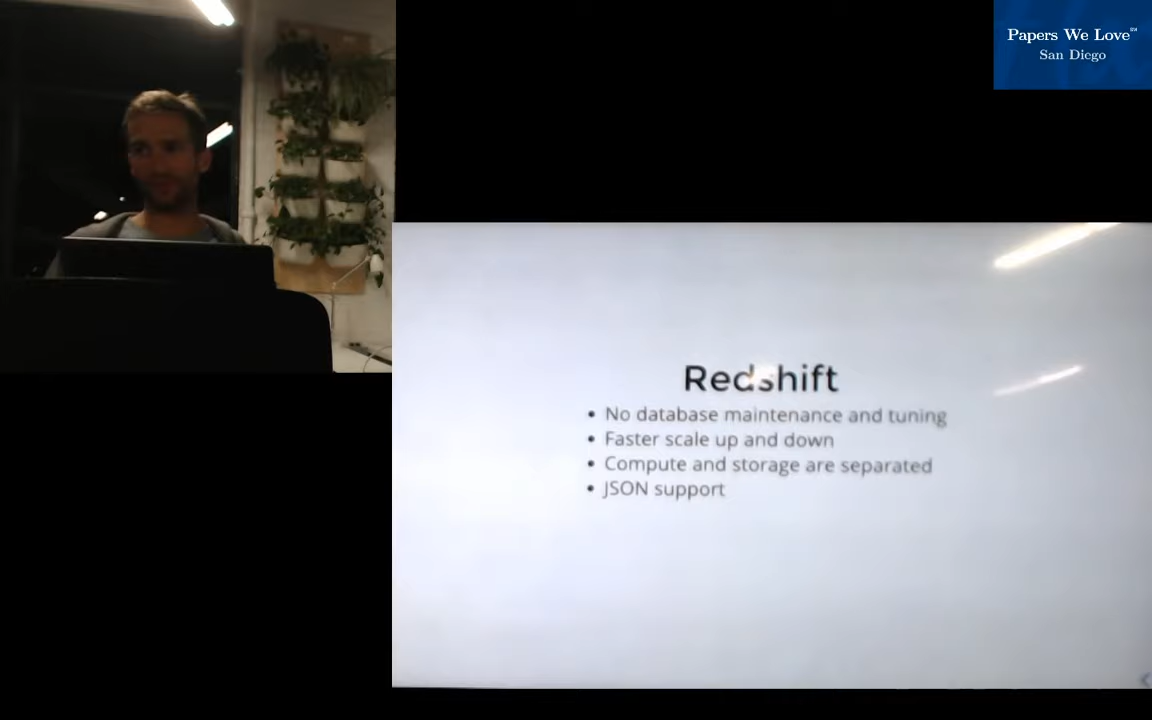 Papers We Love℠
San Diego
Redshift
• No database maintenance and tuning
• Faster scale up and down
• Compute and storage are separated
• JSON support